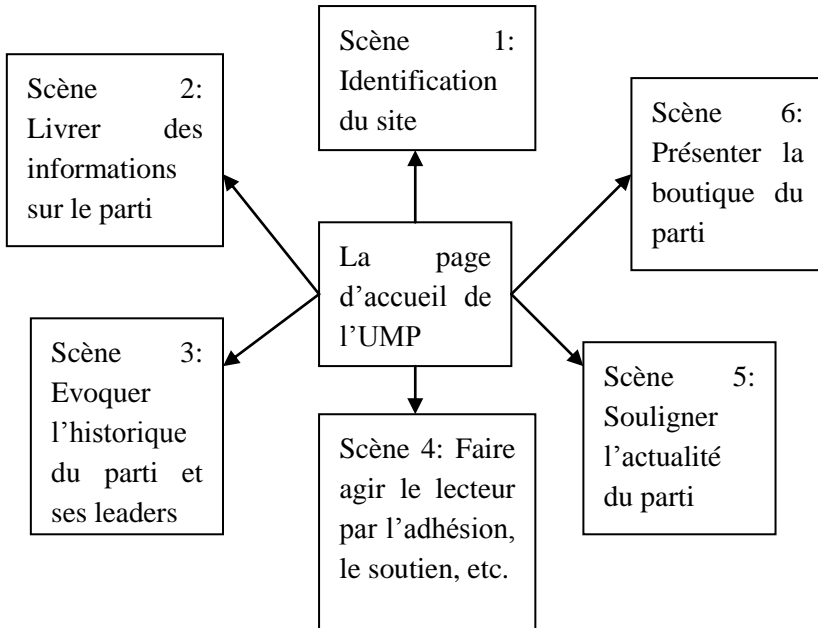 Scène 1:
Identification
du site
Scène 2:
Livrer des
informations
sur le parti
Scène 6:
Présenter la
boutique du
parti
La page
d’accueil de
l’UMP
Scène 3:
Evoquer
l’historique
du parti et
ses leaders
Scène 4: Faire
agir le lecteur
par l’adhésion,
le soutien, etc.
Scène 5:
Souligner
l’actualité
du parti